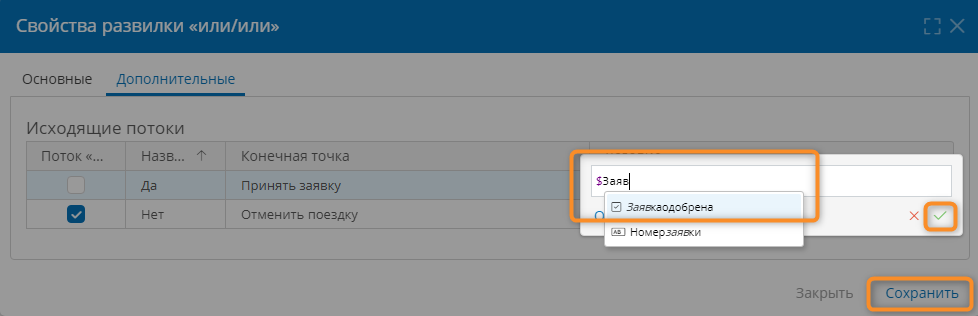 Свойства развилки «или/или»
Основные Дополнительные
Исходящие потоки
Поток «... Назв... Конечная точка
Да Принять заявку
$Заяв
Нет Отменить поездку
Заявкаодобрена
Номерзаявки
Закрыть Сохранить